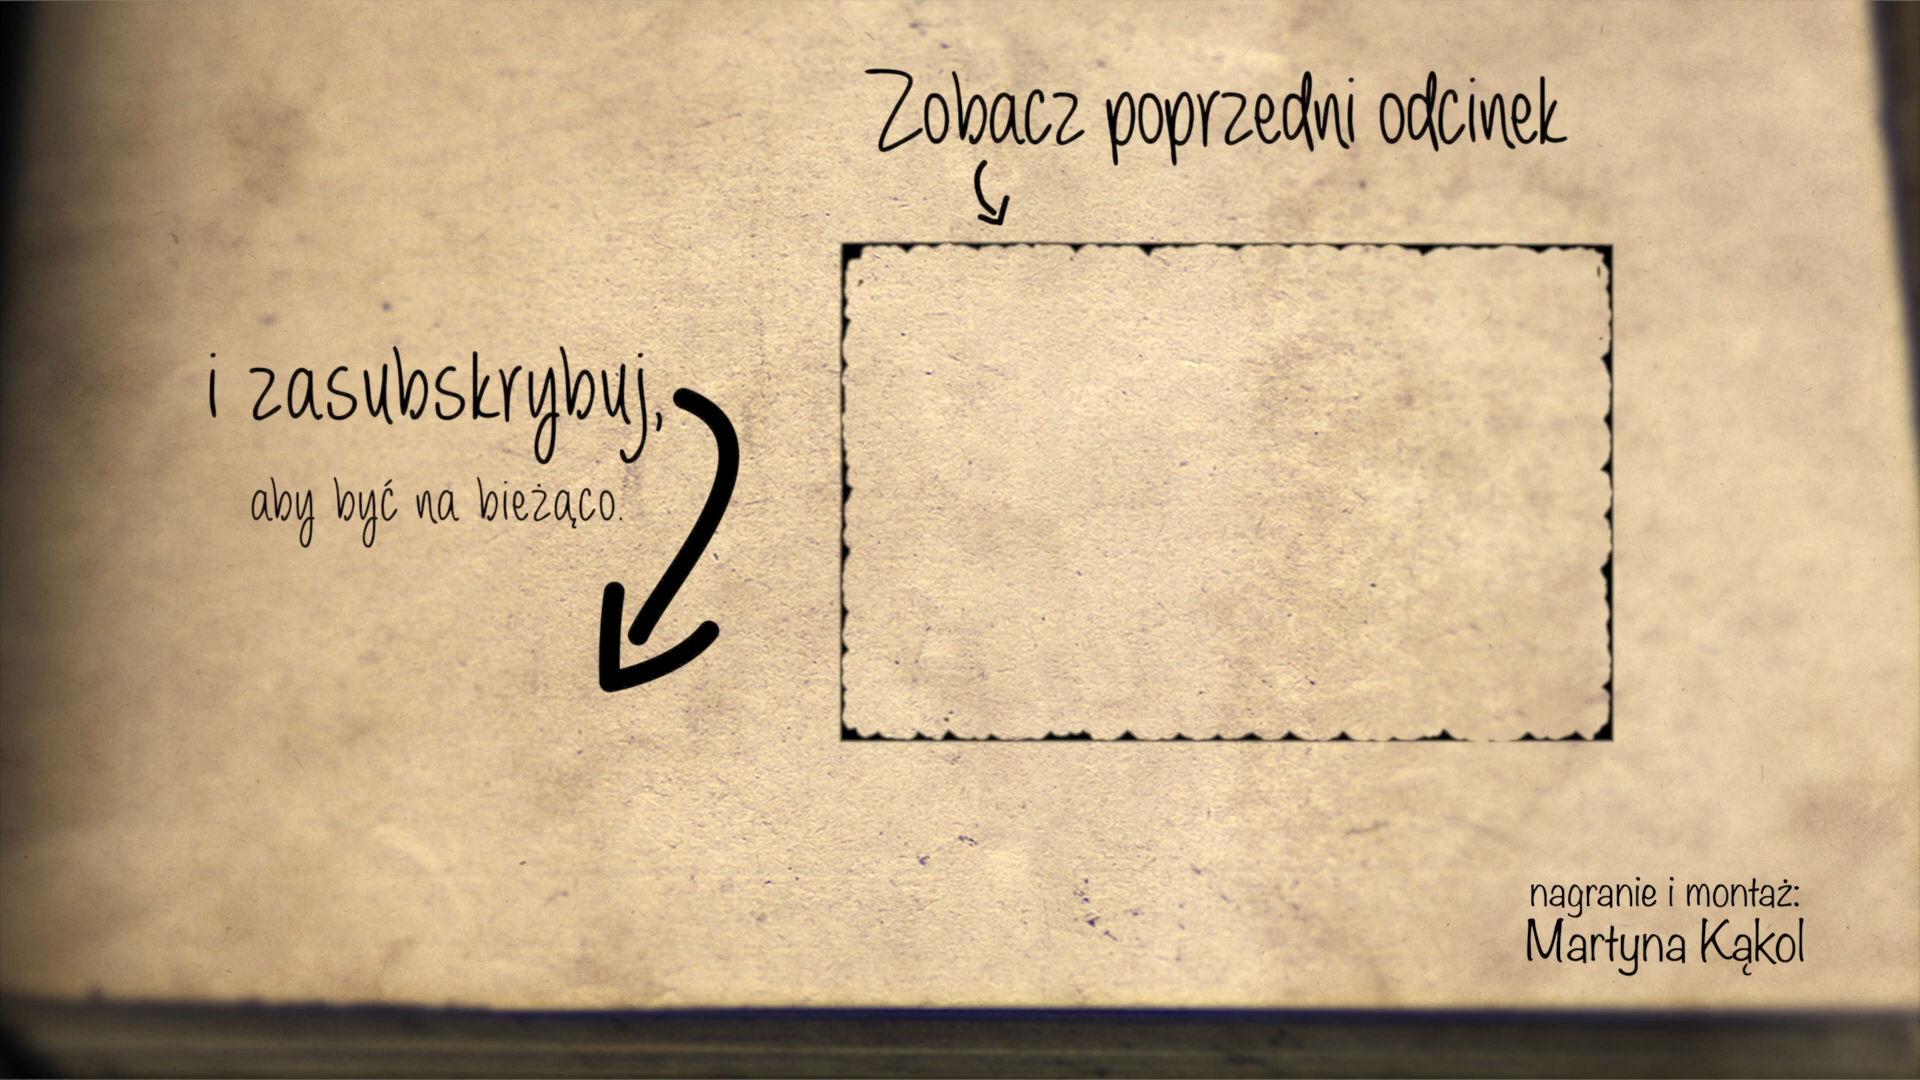 Zobacz poprzedni odcinek
i zasubskrybuj,
aby być na bieżąco.
nagranie i montaż:
Martyna Kąkol